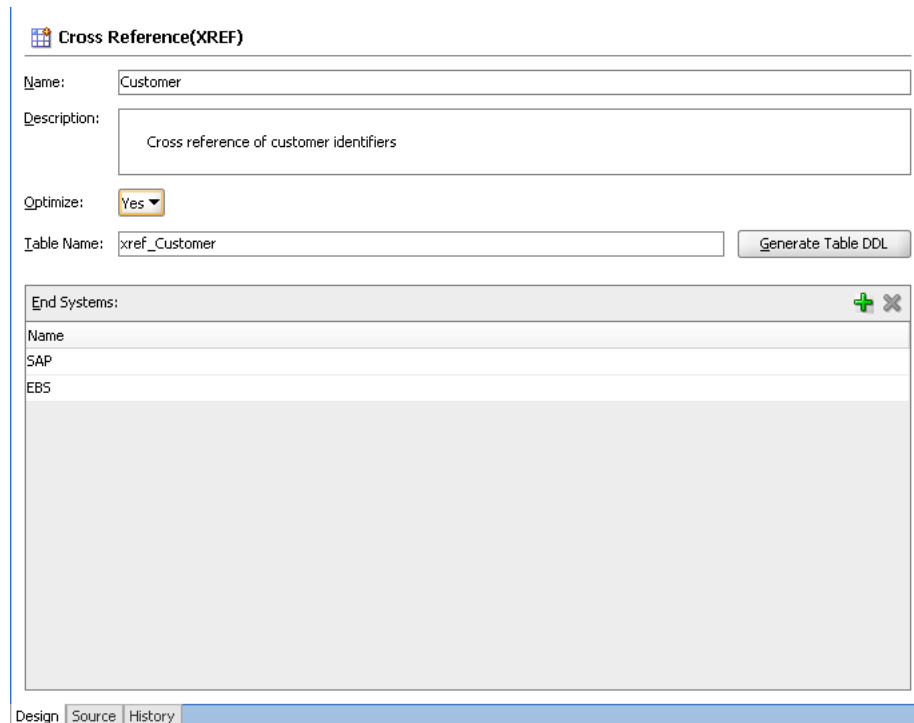 Cross Reference(XREF)
Name: Customer
Description: Cross reference of customer identifiers
Optimize: Yes
Table Name: xref_Customer Generate Table DDL
End Systems:
Name
SAP
EBS
Design Source History